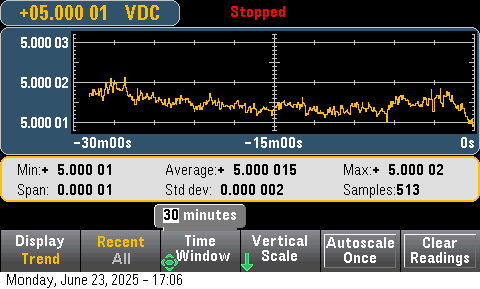 +05.000 01 VDC
Stopped
5.000 03
5.000 02
5.000 01
-30m00s
-15m00s
0s
Min:+ 5.000 01
Average:+ 5.000 015
Max:+ 5.000 02
Span: 0.000 01
Std dev: 0.000 002
Samples:513
30 minutes
Display
Trend
Recent
All
Time
Window
Vertical
Scale
Autoscale
Once
Clear
Readings
Monday, June 23, 2025 - 17:06